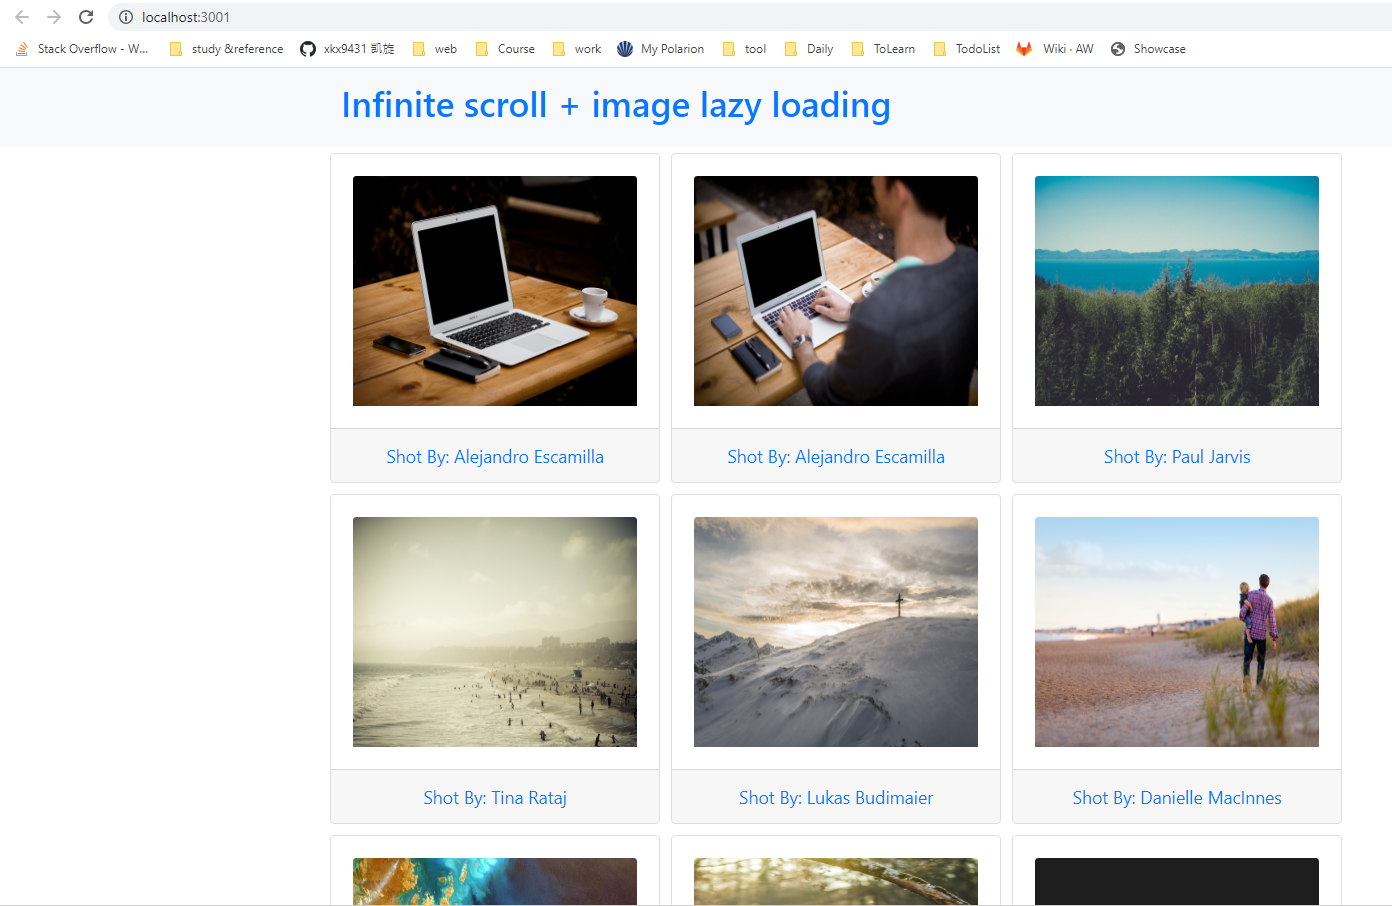 localhost:3001
Stack Overflow - W... study &reference xkx9431 凯旋 web Course work My Polarion tool Daily ToLearn TodoList Wiki · AW Showcase
Infinite scroll + image lazy loading
Shot By: Alejandro Escamilla Shot By: Alejandro Escamilla Shot By: Paul Jarvis
Shot By: Tina Rataj Shot By: Lukas Budimaier Shot By: Danielle MacInnes